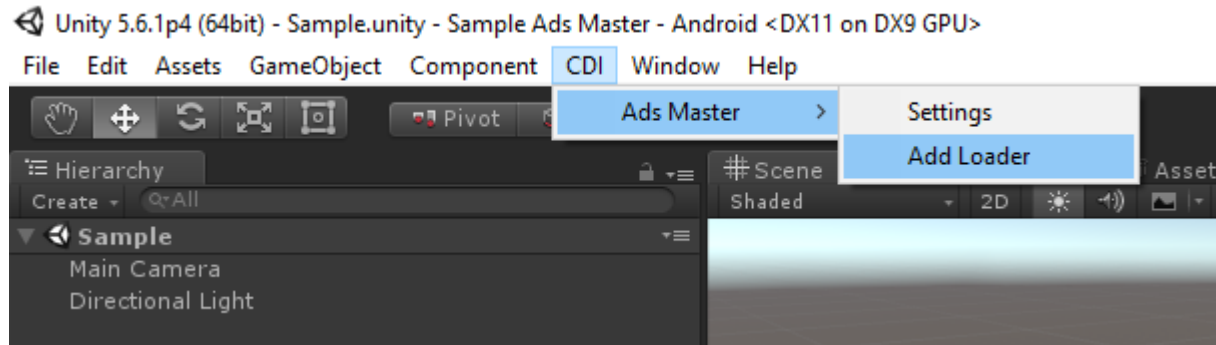 Unity 5.6.1p4 (64bit) - Sample.unity - Sample Ads Master - Android <DX11 on DX9 GPU>
File Edit Assets GameObject Component CDI Window Help
Ads Master > Settings
Pivot
Add Loader
Hierarchy
#Scene
Asset
Create All
Shaded 2D
Sample
Main Camera
Directional Light